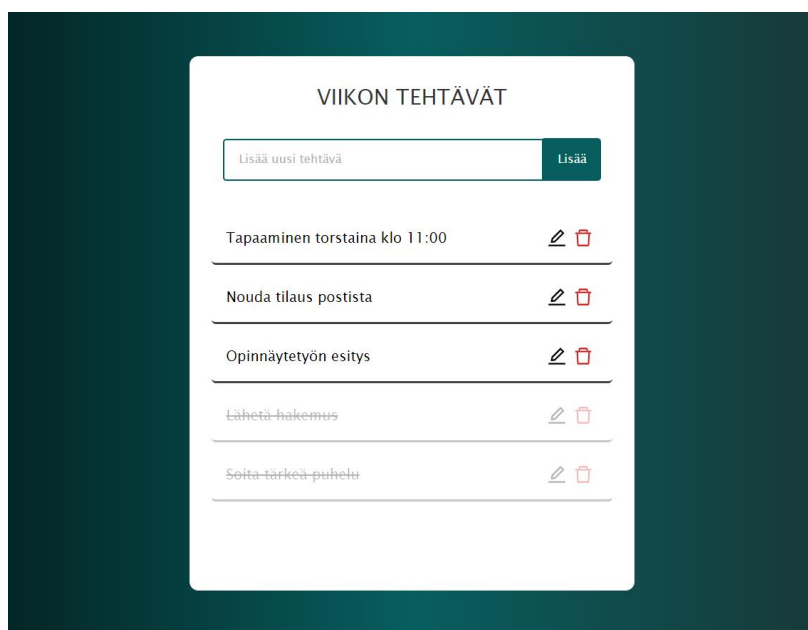 VIIKON TEHTÄVÄT
Lisää uusi tehtävä
Lisää
Tapaaminen torstaina klo 11:00
Nouda tilaus postista
Opinnäytetyön esitys
Lähetä hakemus
Soita tärkeä puhelu